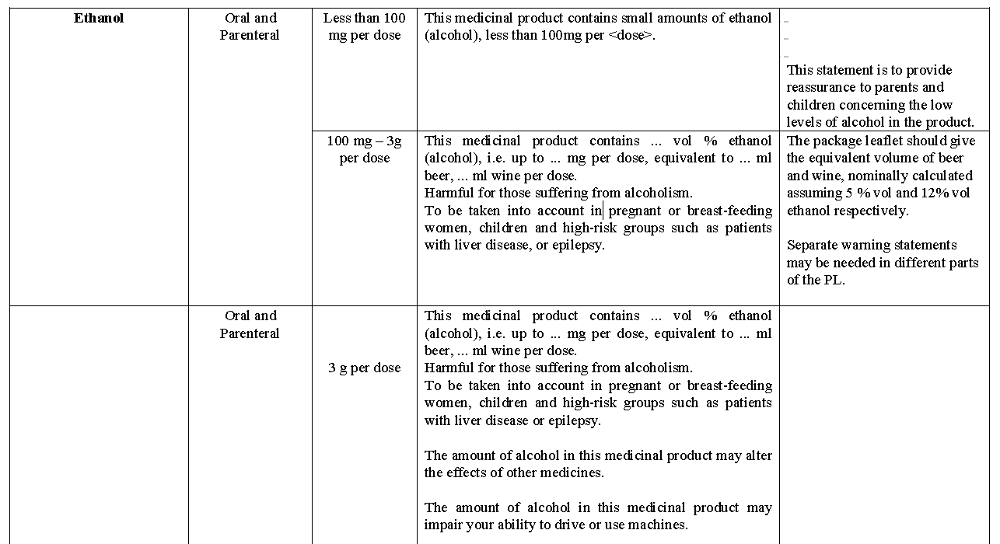 Ethanol
Oral and
Parenteral
Less than 100
mg per dose
This medicinal product contains small amounts of ethanol
(alcohol), less than 100mg per <dose>.
This statement is to provide
reassurance to parents and
children concerning the low
levels of alcohol in the product.
100 mg – 3g
per dose
This medicinal product contains ... vol % ethanol
(alcohol), i.e. up to ... mg per dose, equivalent to ... ml
beer, ... ml wine per dose.
Harmful for those suffering from alcoholism.
To be taken into account in pregnant or breast-feeding
women, children and high-risk groups such as patients
with liver disease, or epilepsy.
The package leaflet should give
the equivalent volume of beer
and wine, nominally calculated
assuming 5 % vol and 12% vol
ethanol respectively.
Separate warning statements
may be needed in different parts
of the PL.
Oral and
Parenteral
3 g per dose
This medicinal product contains ... vol % ethanol
(alcohol), i.e. up to ... mg per dose, equivalent to ... ml
beer, ... ml wine per dose.
Harmful for those suffering from alcoholism.
To be taken into account in pregnant or breast-feeding
women, children and high-risk groups such as patients
with liver disease or epilepsy.
The amount of alcohol in this medicinal product may alter
the effects of other medicines.
The amount of alcohol in this medicinal product may
impair your ability to drive or use machines.